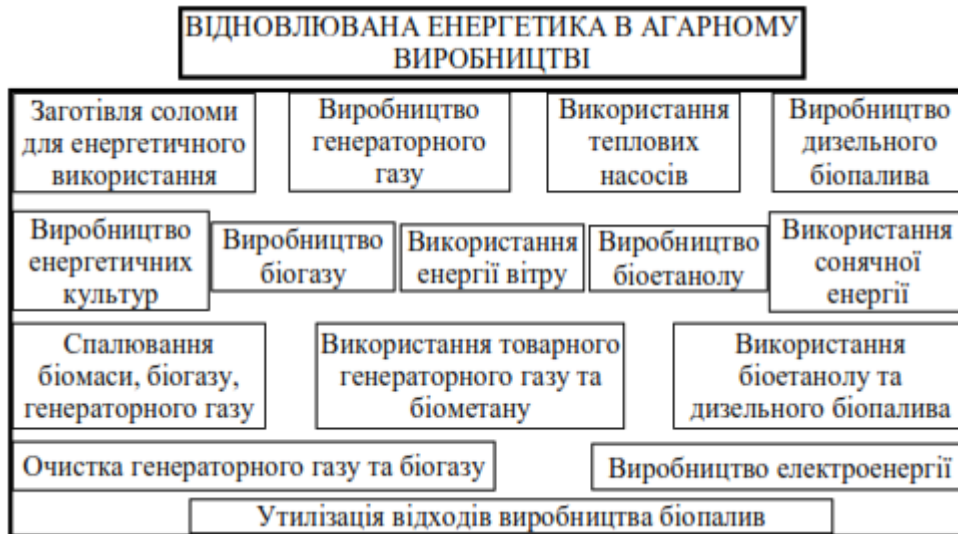 ВІДНОВЛЮВАНА ЕНЕРГЕТИКА В АГАРНОМУ
ВИРОБНИЦТВІ
Заготівля соломи
для енергетичного
використання
Виробництво
генераторного
газу
Використання
теплових
насосів
Виробництво
дизельного
біопалива
Виробництво
енергетичних
культур
Виробництво
біогазу
Використання
енергії вітру
Виробництво
біоетанолу
Використання
сонячної
енергії
Спалювання
біомаси, біогазу,
генераторного газу
Використання товарного
генераторного газу та
біометану
Використання
біоетанолу та
дизельного біопалива
Очистка генераторного газу та біогазу
Виробництво електроенергії
Утилізація відходів виробництва біопалив